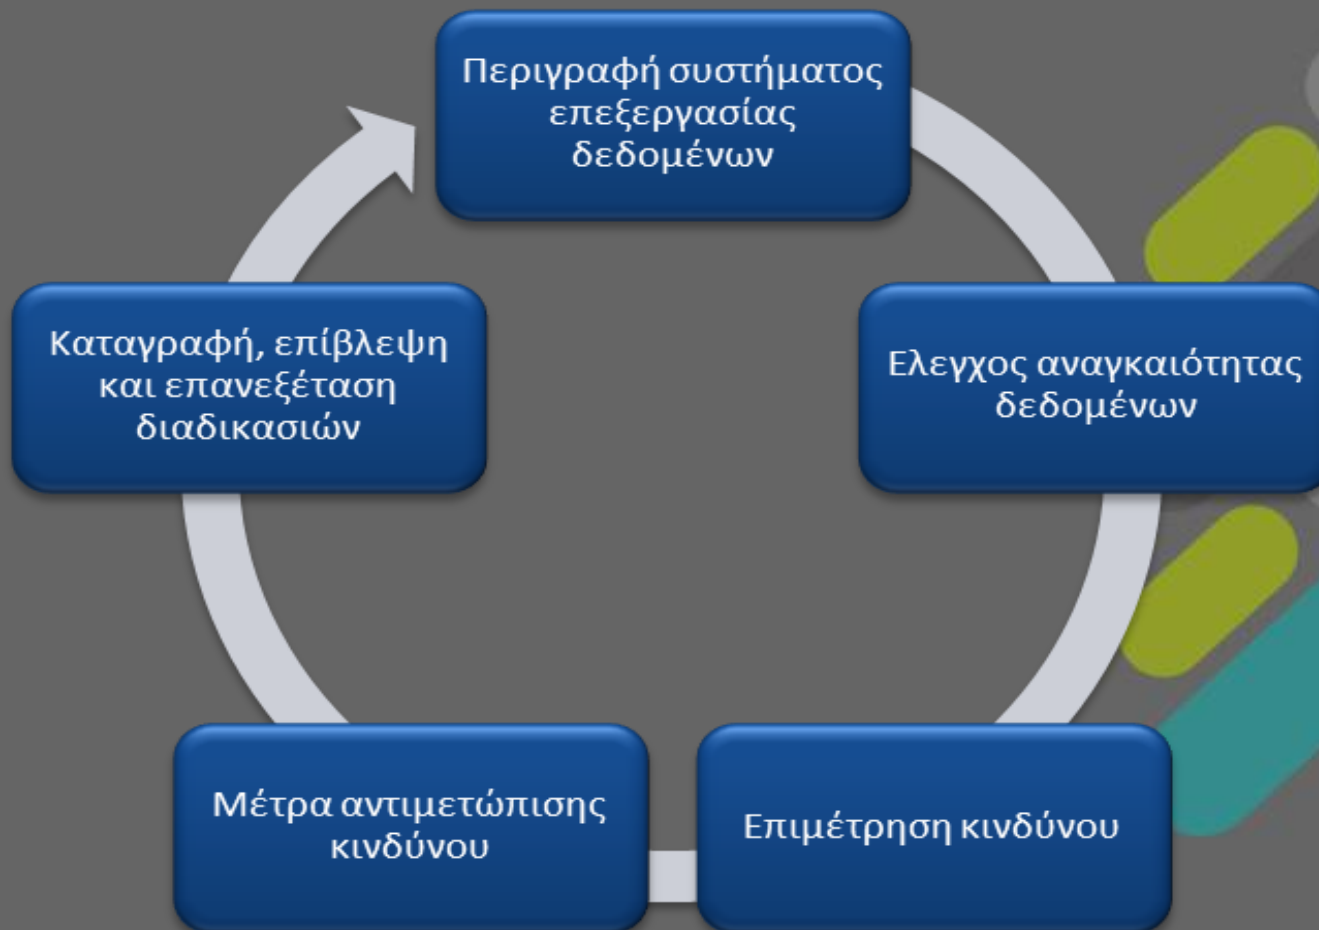 Περιγραφή συστήματος
επεξεργασίας
δεδομένων
Ελεγχος αναγκαιότητας
δεδομένων
Επιμέτρηση κινδύνου
Μέτρα αντιμετώπισης
κινδύνου
Καταγραφή, επίβλεψη
και επανεξέταση
διαδικασιών